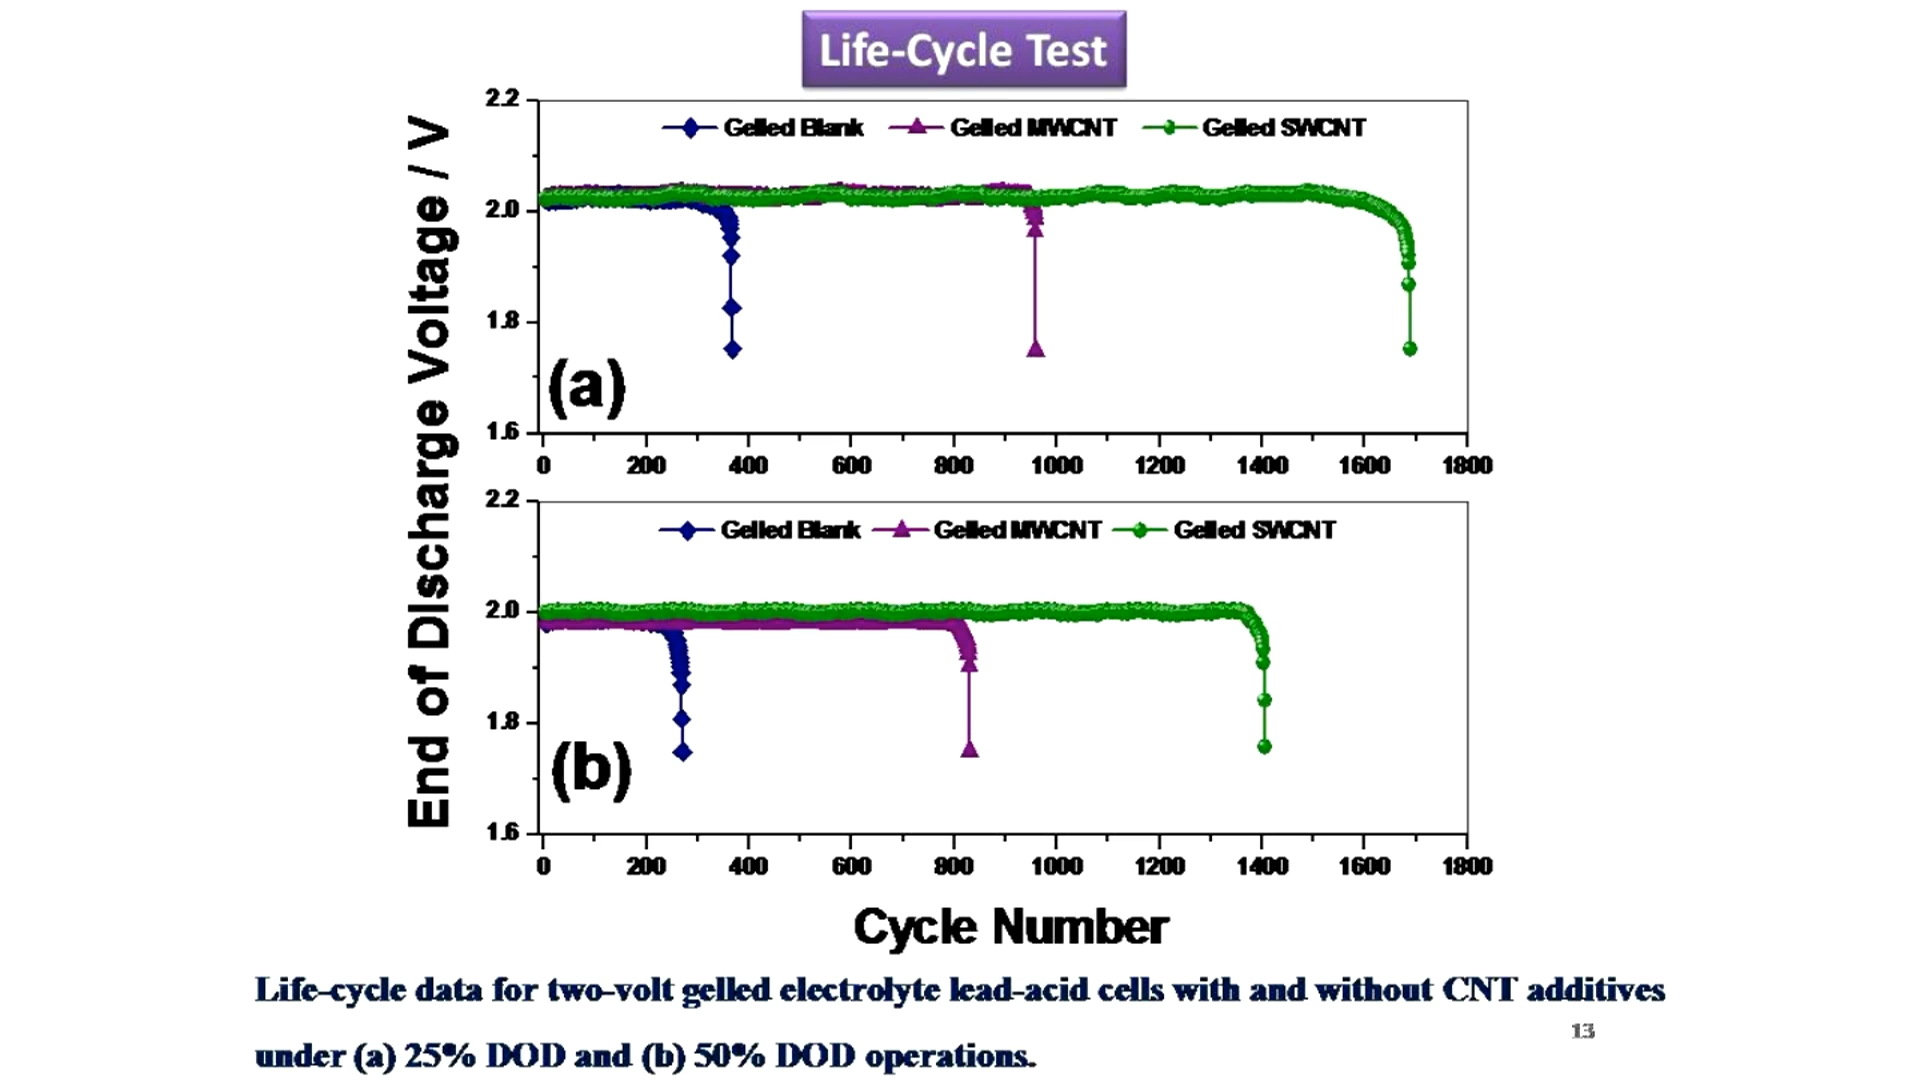 Life-Cycle Test
End of Discharge Voltage / V
2.2
2.0
1.8
1.6
Gelled Blank Gelled MWCNT Gelled SWCNT
(a)
0 200 400 600 800 1000 1200 1400 1600 1800
2.2
2.0
1.8
1.6
Gelled Blank Gelled MWCNT Gelled SWCNT
(b)
0 200 400 600 800 1000 1200 1400 1600 1800
Cycle Number
Life-cycle data for two-volt gelled electrolyte lead-acid cells with and without CNT additives
13
under (a) 25% DOD and (b) 50% DOD operations.